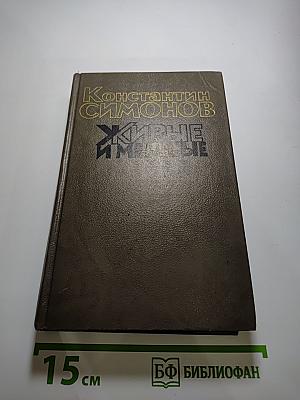 Константин
СИМОНОВ
ЖИВЫЕ
И МЕРТВЫЕ
15 см
БФ БИБЛИОФАН